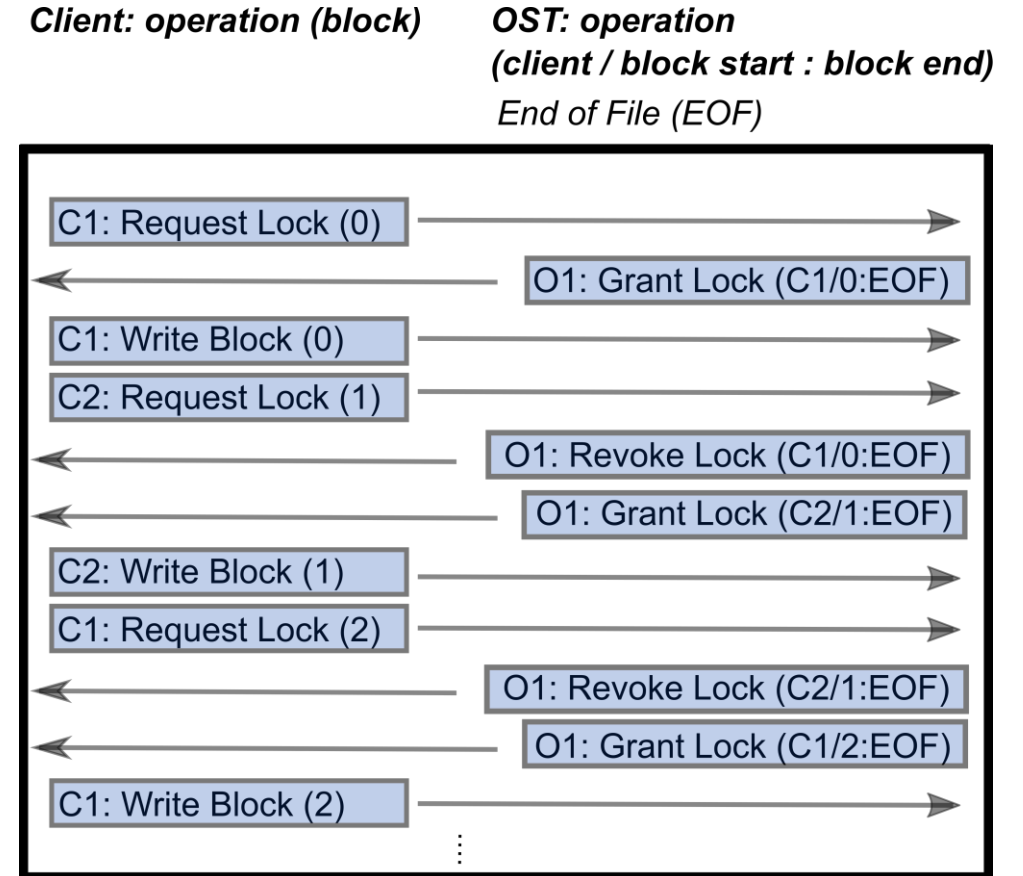 Client: operation (block)
OST: operation
(client / block start : block end)
End of File (EOF)
C1: Request Lock (0)
O1: Grant Lock (C1/0:EOF)
C1: Write Block (0)
C2: Request Lock (1)
O1: Revoke Lock (C1/0:EOF)
O1: Grant Lock (C2/1:EOF)
C2: Write Block (1)
C1: Request Lock (2)
O1: Revoke Lock (C2/1:EOF)
O1: Grant Lock (C1/2:EOF)
C1: Write Block (2)